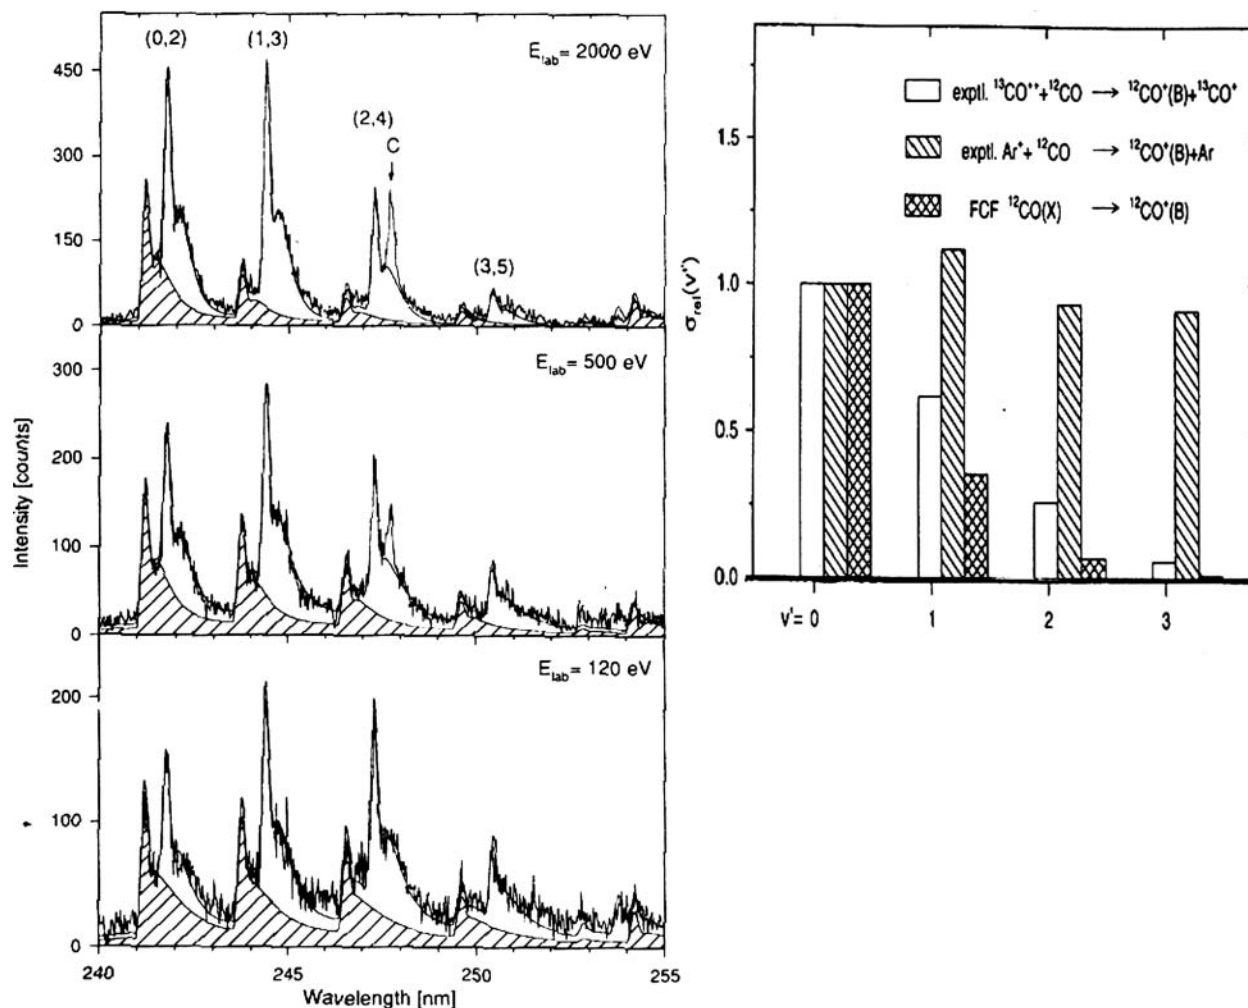 (0,2)
(1,3)
E_lab= 2000 eV
450
(2,4)
C
300
150
(3,5)
0
300
E_lab= 500 eV
200
100
0
Intensity [counts]
E_lab= 120 eV
200
100
0
240
245
250
255
Wavelength [nm]
exptl. ¹³CO⁺⁺+¹²CO → ¹²CO⁺(B)+¹³CO⁺
1.5
exptl. Ar⁺+ ¹²CO → ¹²CO⁺(B)+Ar
FCF ¹²CO(X) → ¹²CO⁺(B)
1.0
σ_rel(v')
0.5
0.0
v'= 0
1
2
3